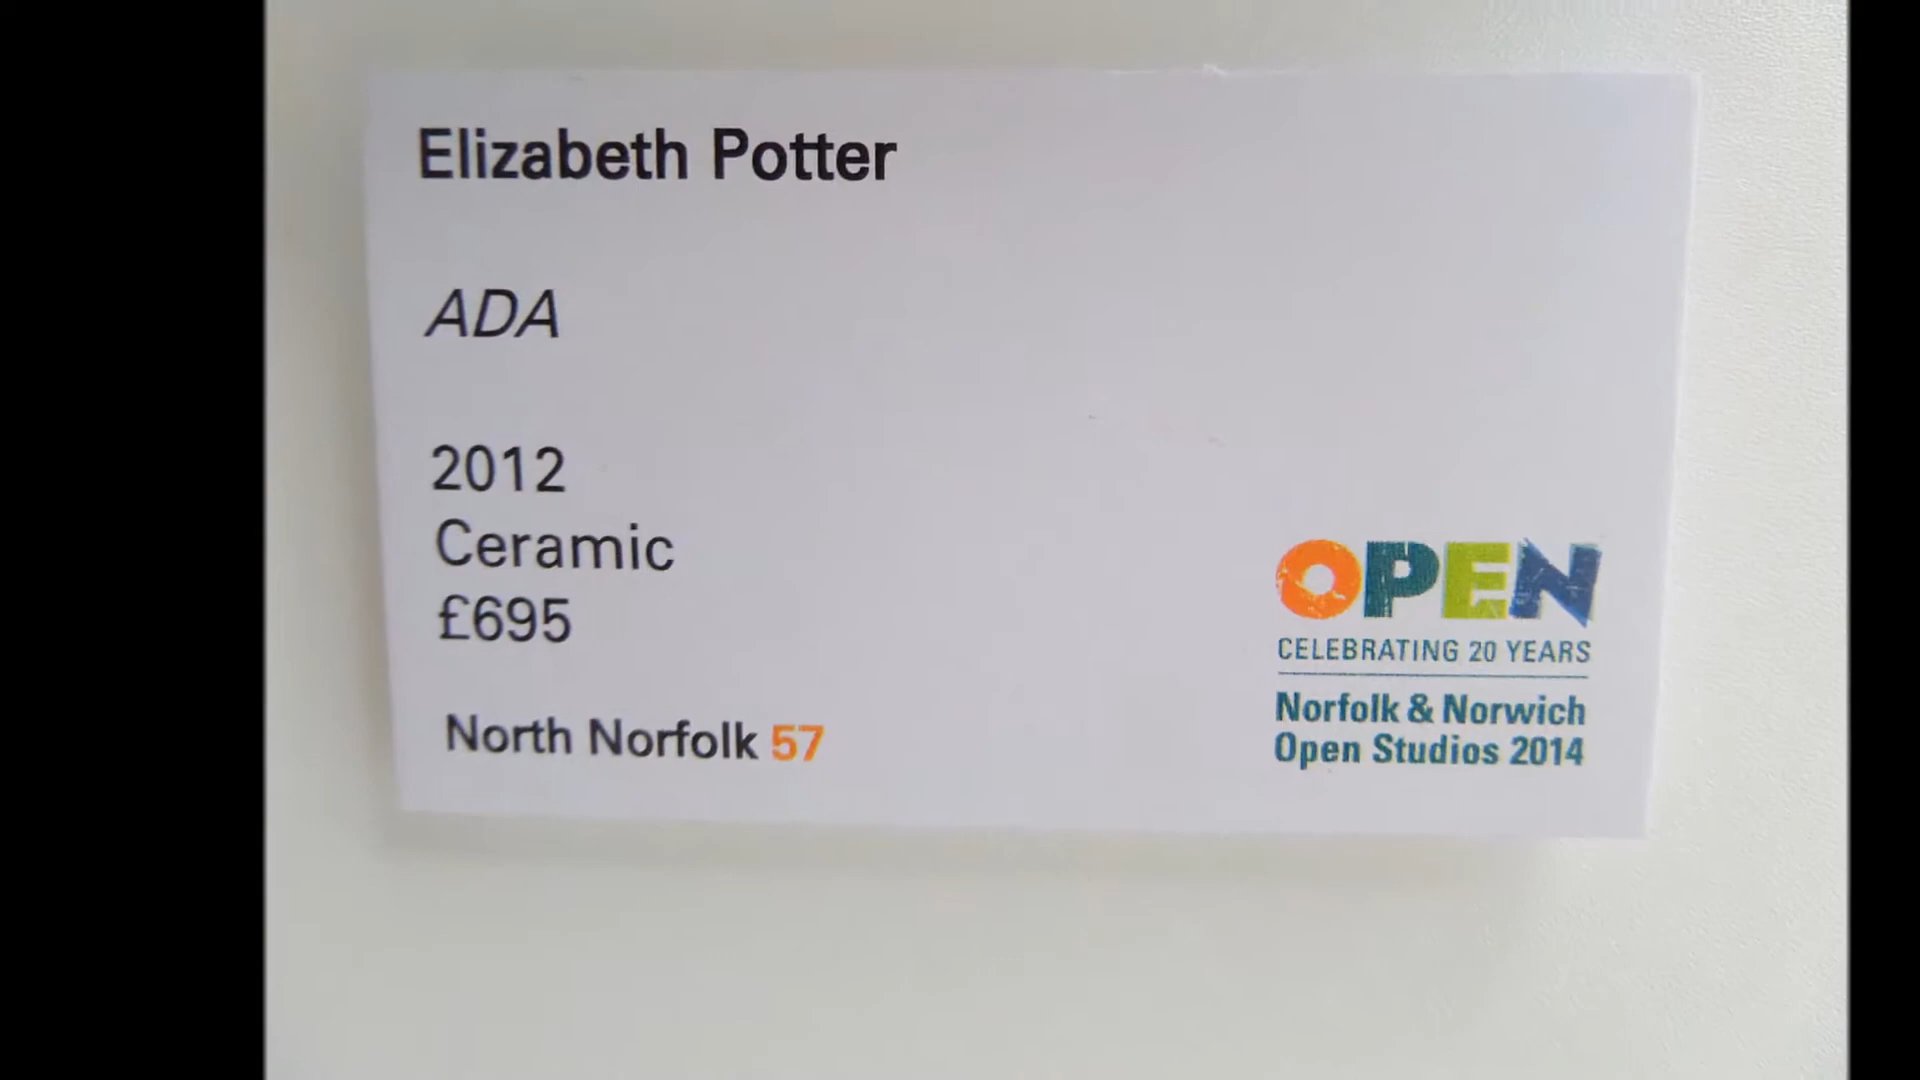 Elizabeth Potter
ADA
2012
Ceramic
£695
North Norfolk 57
OPEN
CELEBRATING 20 YEARS
Norfolk & Norwich
Open Studios 2014